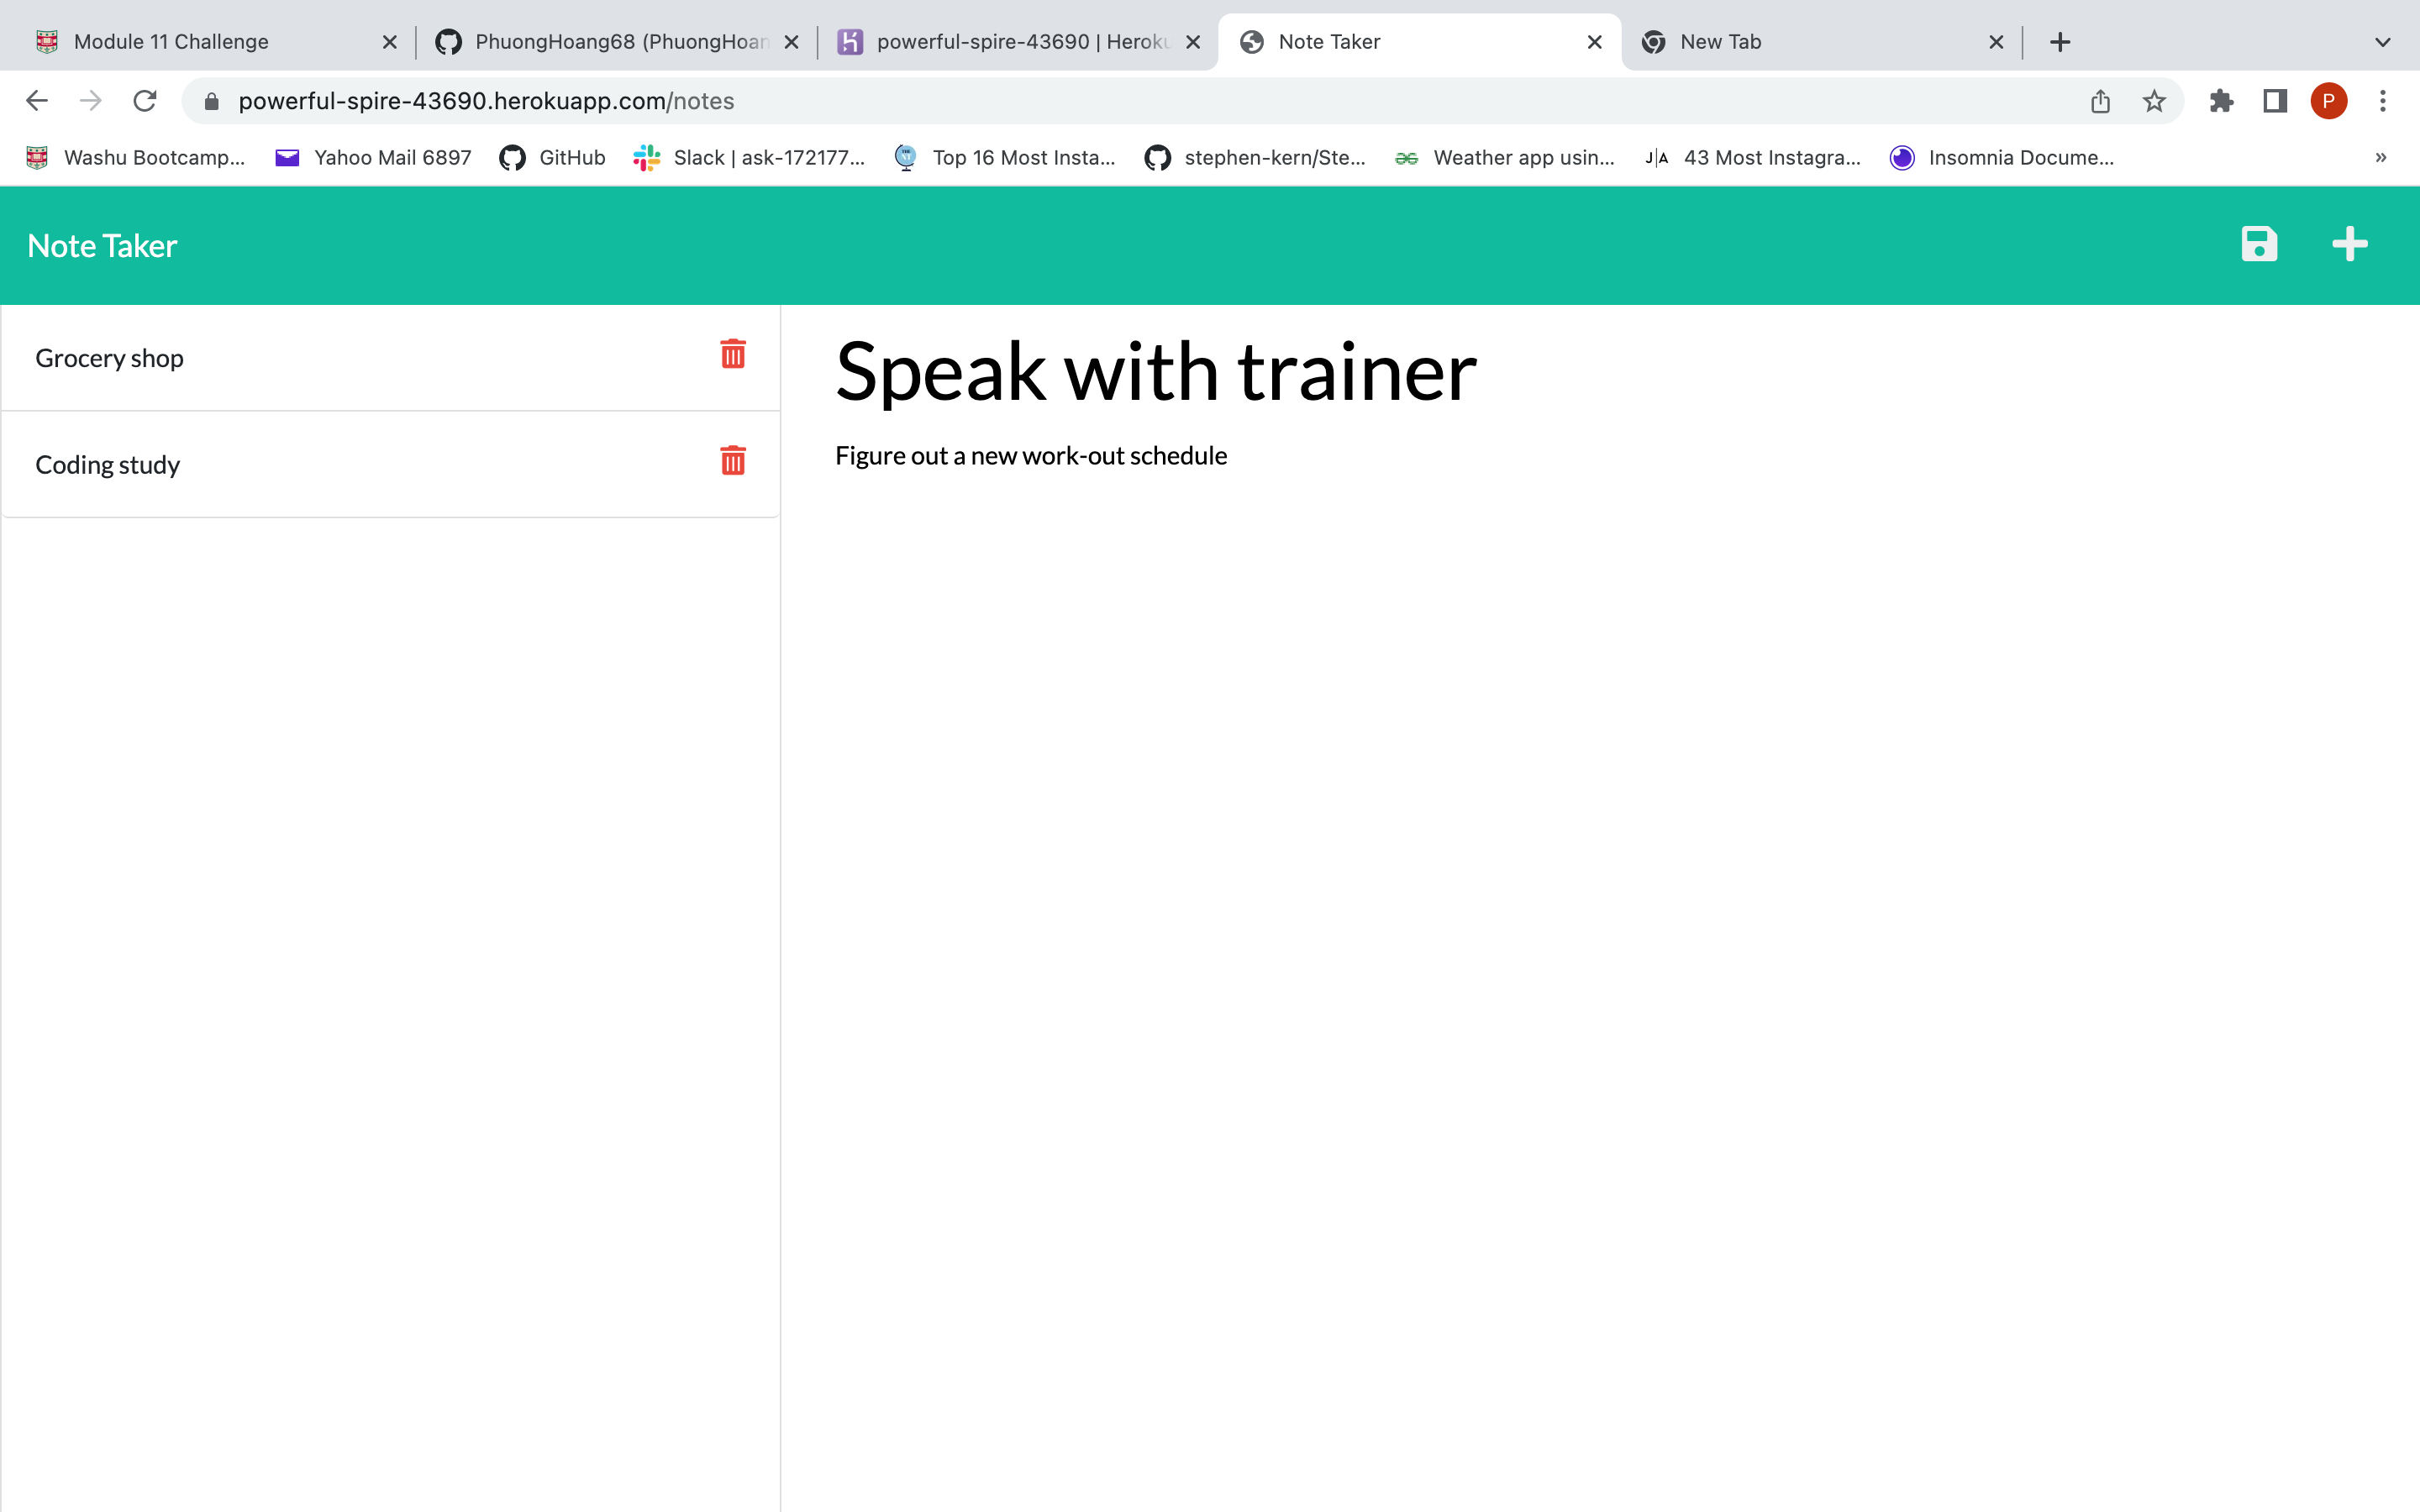 Module 11 Challenge
PhuongHoang68 (PhuongHoan
powerful-spire-43690 | Heroku
Note Taker
New Tab
powerful-spire-43690.herokuapp.com/notes
P
Washu Bootcamp...
Yahoo Mail 6897
GitHub
Slack | ask-172177...
Top 16 Most Insta...
stephen-kern/Ste...
Weather app usin...
J|A
43 Most Instagra...
Insomnia Docume...
»
Note Taker
Grocery shop
Coding study
Speak with trainer
Figure out a new work-out schedule